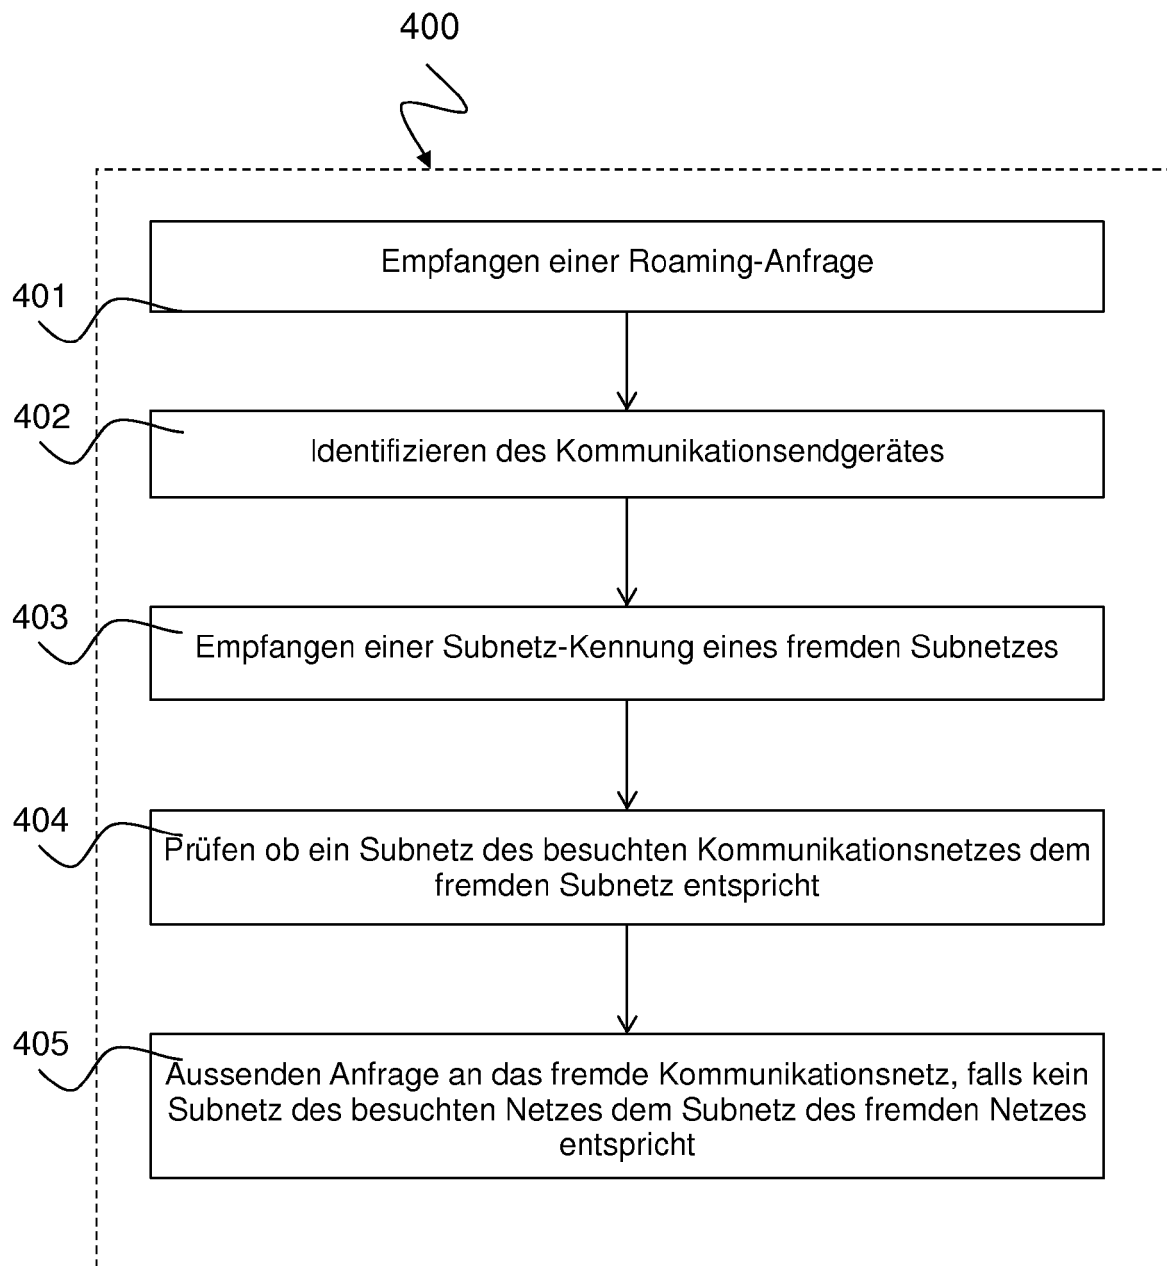 400
Empfangen einer Roaming-Anfrage
401
402
Identifizieren des Kommunikationsendgerätes
403
Empfangen einer Subnetz-Kennung eines fremden Subnetzes
404
Prüfen ob ein Subnetz des besuchten Kommunikationsnetzes dem
fremden Subnetz entspricht
405
Aussenden Anfrage an das fremde Kommunikationsnetz, falls kein
Subnetz des besuchten Netzes dem Subnetz des fremden Netzes
entspricht